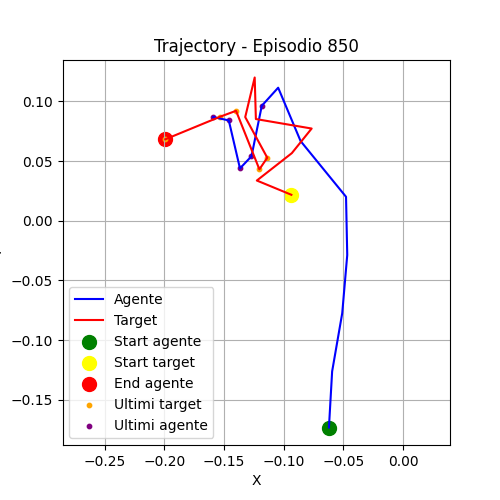 Trajectory - Episodio 850
0.10
0.05
0.00
−0.05
−0.10
−0.15
Agente
Target
Start agente
Start target
End agente
Ultimi target
Ultimi agente
−0.25 −0.20 −0.15 −0.10 −0.05 0.00
X